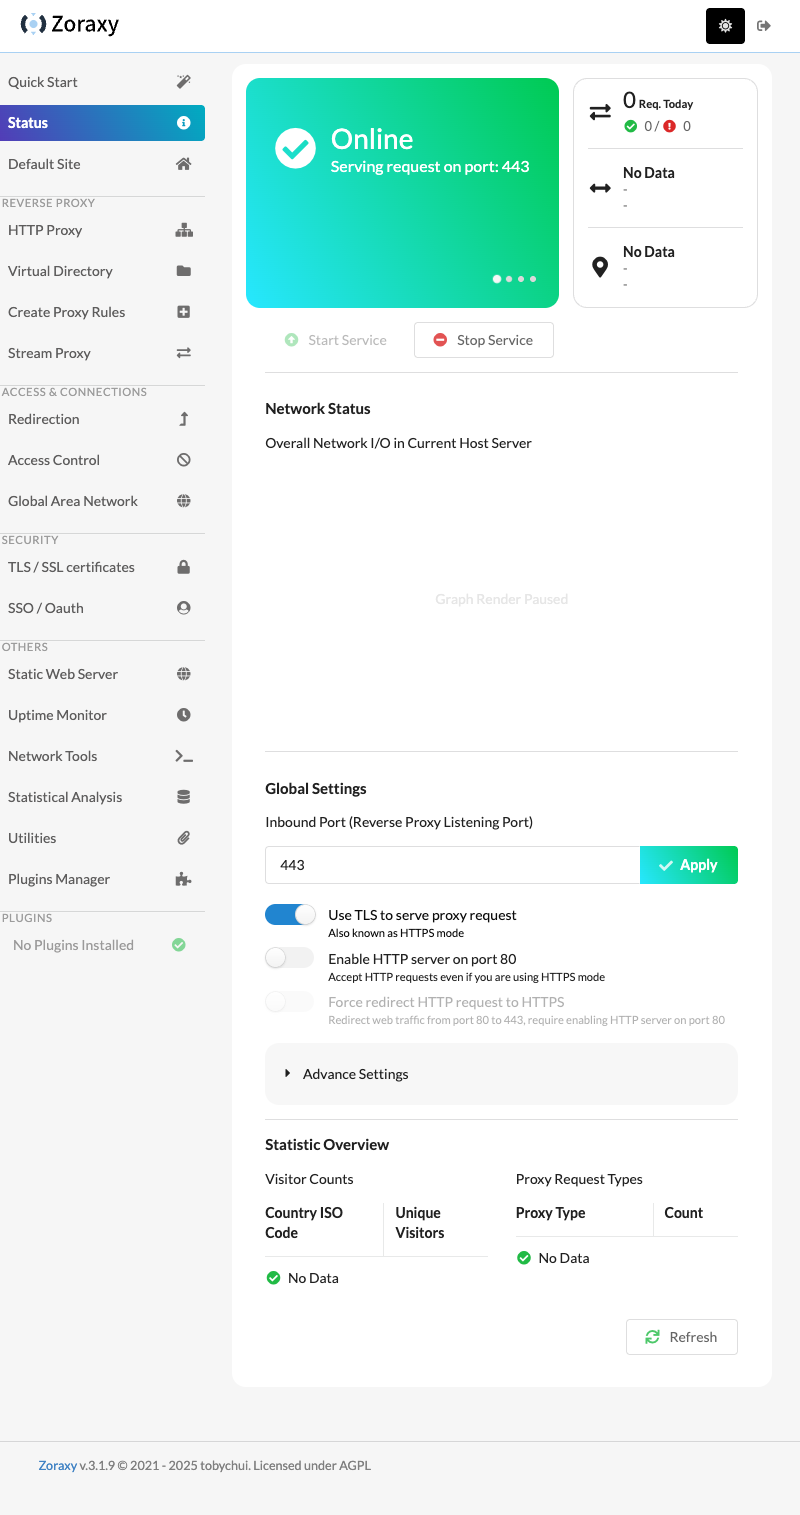 Zoraxy
Quick Start
Status
Default Site
REVERSE PROXY
HTTP Proxy
Virtual Directory
Create Proxy Rules
Stream Proxy
ACCESS & CONNECTIONS
Redirection
Access Control
Global Area Network
SECURITY
TLS / SSL certificates
SSO / Oauth
OTHERS
Static Web Server
Uptime Monitor
Network Tools
Statistical Analysis
Utilities
Plugins Manager
PLUGINS
No Plugins Installed
Online
Serving request on port: 443
0 Req. Today
0 / 0
No Data
-
-
No Data
-
-
Start Service
Stop Service
Network Status
Overall Network I/O in Current Host Server
Graph Render Paused
Global Settings
Inbound Port (Reverse Proxy Listening Port)
443
Apply
Use TLS to serve proxy request
Also known as HTTPS mode
Enable HTTP server on port 80
Accept HTTP requests even if you are using HTTPS mode
Force redirect HTTP request to HTTPS
Redirect web traffic from port 80 to 443, require enabling HTTP server on port 80
Advance Settings
Statistic Overview
Visitor Counts
Country ISO
Code
Unique
Visitors
No Data
Proxy Request Types
Proxy Type
Count
No Data
Refresh
Zoraxy v.3.1.9 © 2021 - 2025 tobychui. Licensed under AGPL